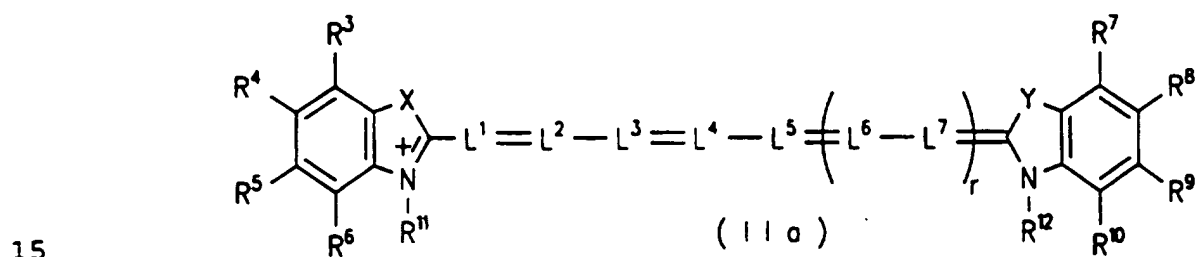 R³ R⁷
R⁴ X Y R⁸
+ L¹ L² L³ L⁴ L⁵ L⁶ L⁷
R⁵ N r N R⁹
R⁶ R¹¹ (IIa) R¹² R¹⁰
15